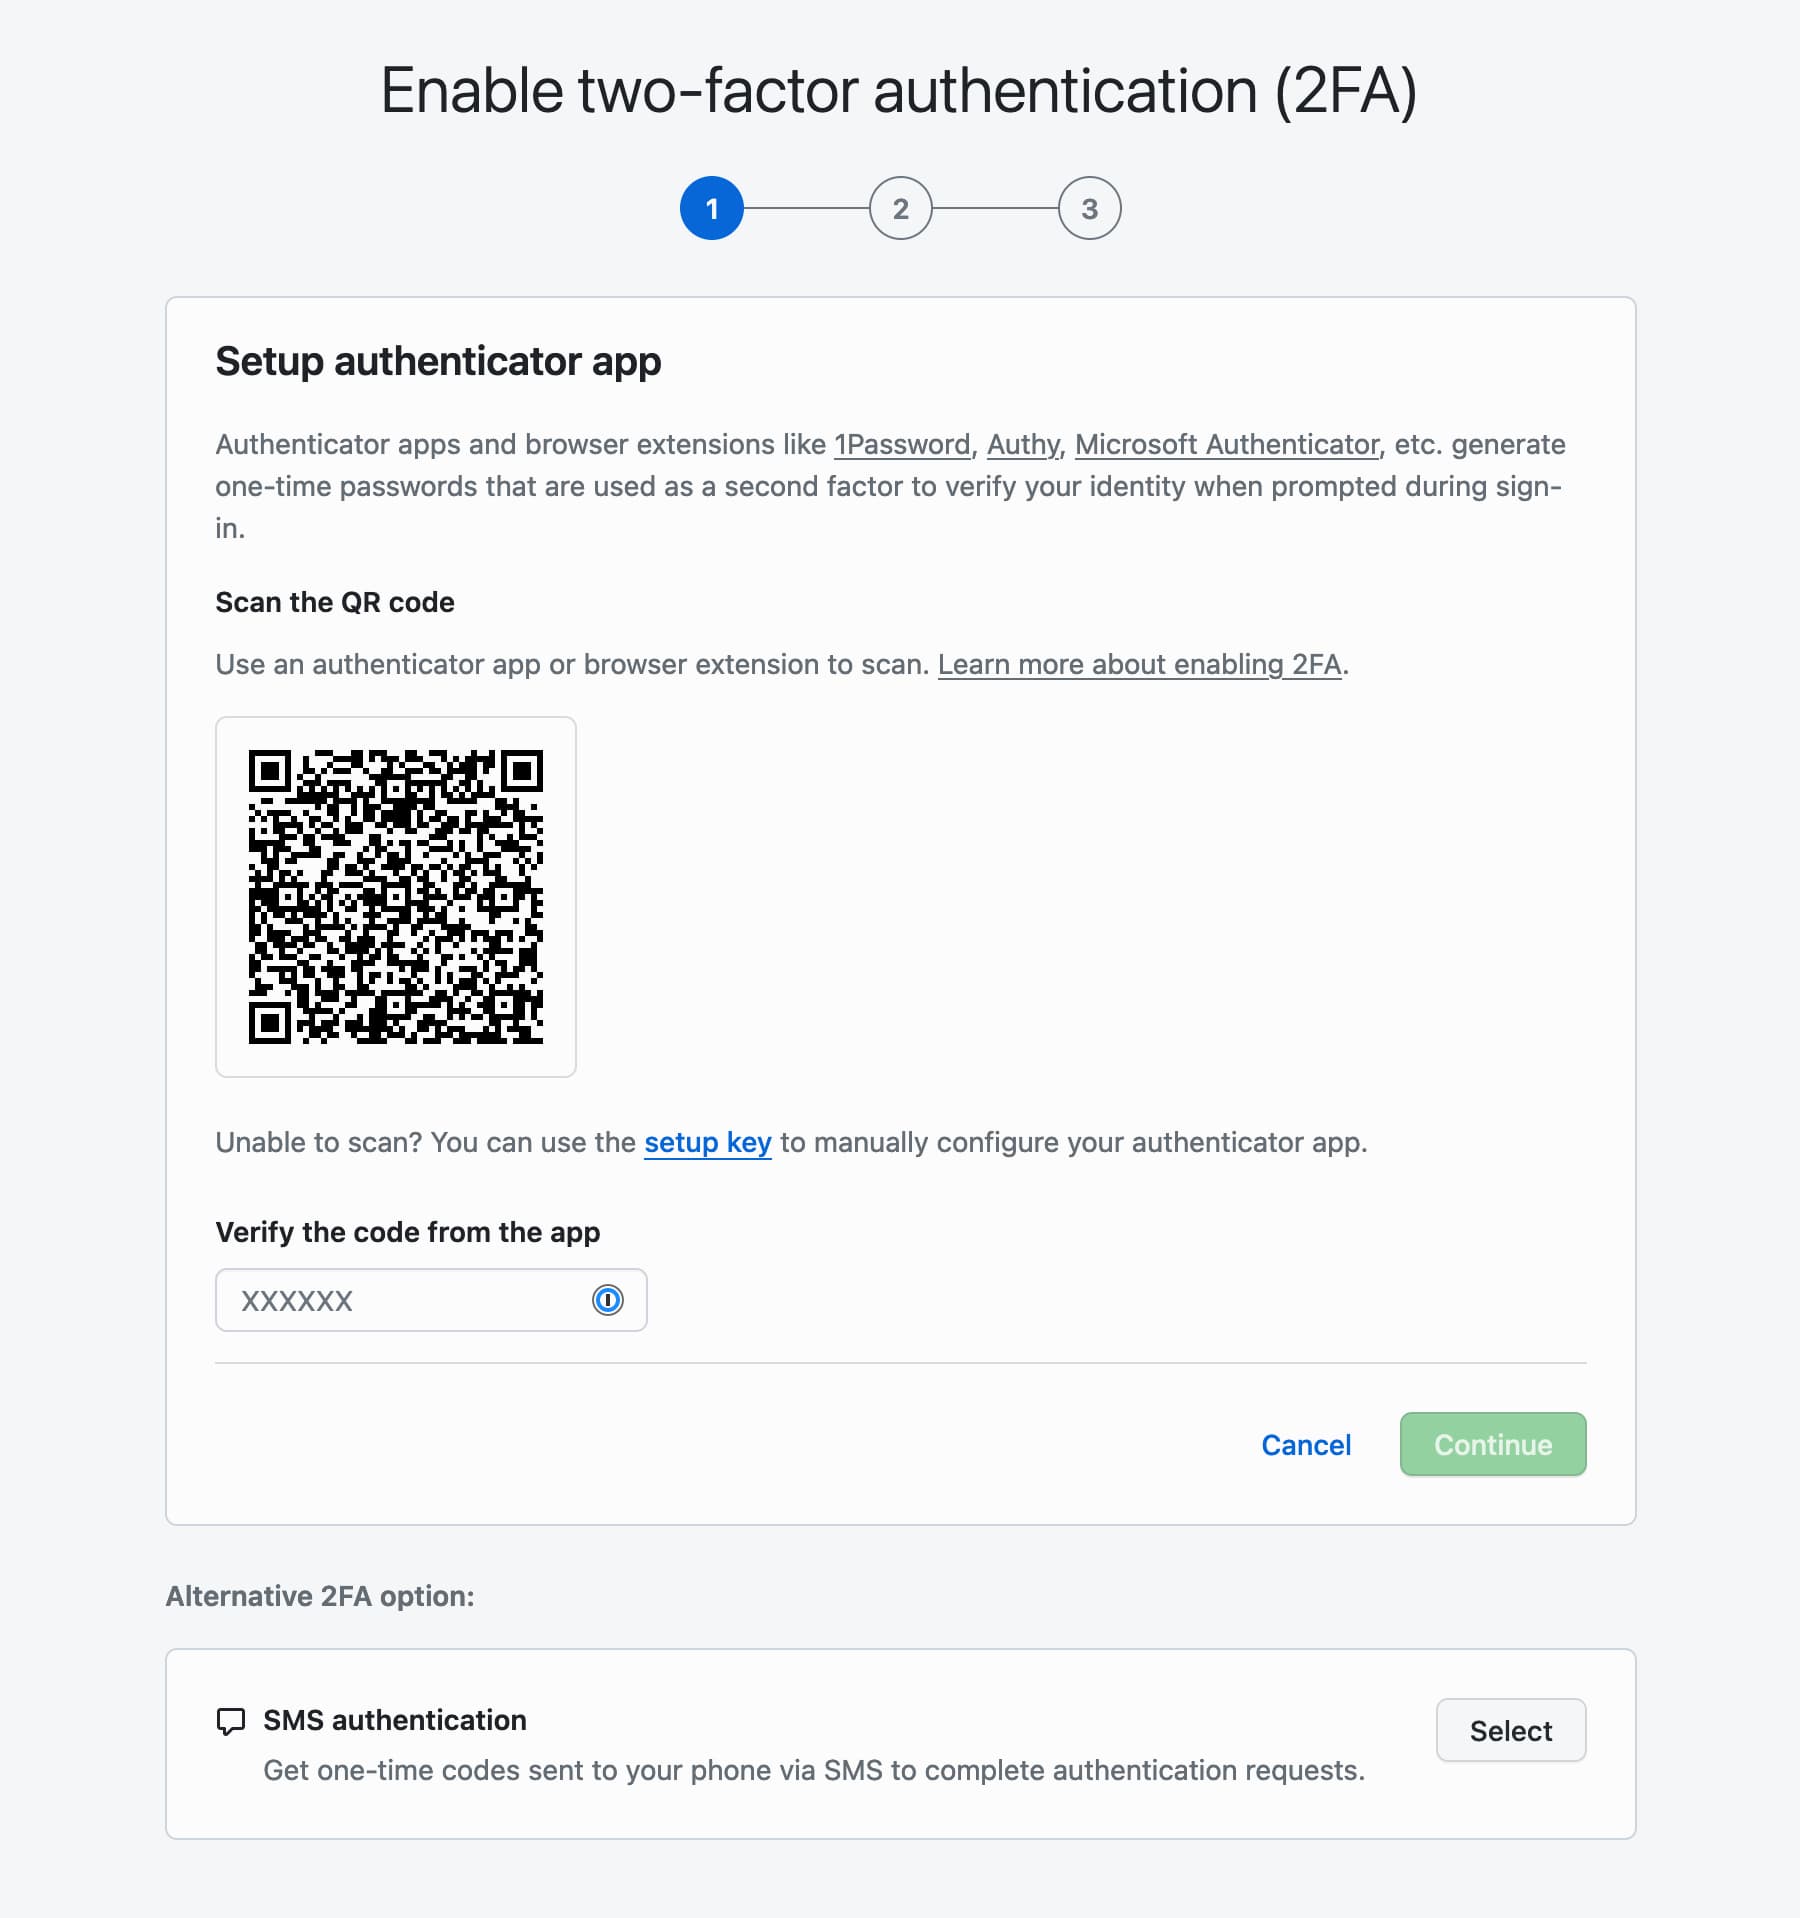 Enable two-factor authentication (2FA)
1 2 3
Setup authenticator app
Authenticator apps and browser extensions like 1Password, Authy, Microsoft Authenticator, etc. generate
one-time passwords that are used as a second factor to verify your identity when prompted during sign-
in.
Scan the QR code
Use an authenticator app or browser extension to scan. Learn more about enabling 2FA.
Unable to scan? You can use the setup key to manually configure your authenticator app.
Verify the code from the app
XXXXXX
Cancel Continue
Alternative 2FA option:
SMS authentication
Select
Get one-time codes sent to your phone via SMS to complete authentication requests.